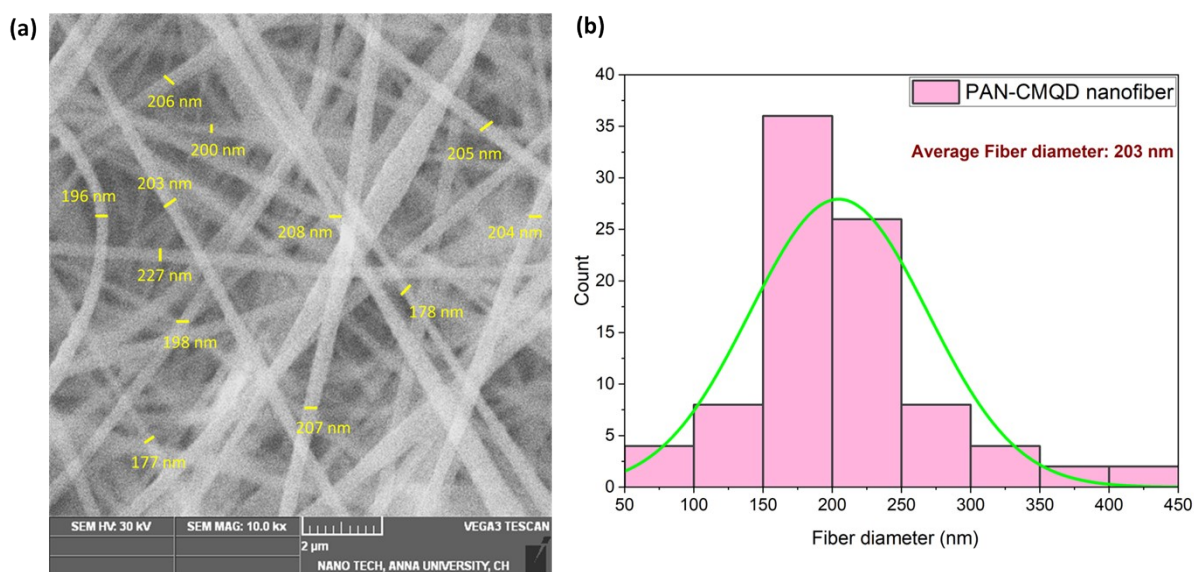 (a)
206 nm
200 nm
205 nm
203 nm
196 nm
208 nm
204 nm
227 nm
178 nm
198 nm
207 nm
177 nm
SEM HV: 30 kV
SEM MAG: 10.0 kx
VEGA3 TESCAN
2 µm
NANO TECH, ANNA UNIVERSITY, CH
(b)
PAN-CMQD nanofiber
Average Fiber diameter: 203 nm
Count
40
35
30
25
20
15
10
5
0
50 100 150 200 250 300 350 400 450
Fiber diameter (nm)